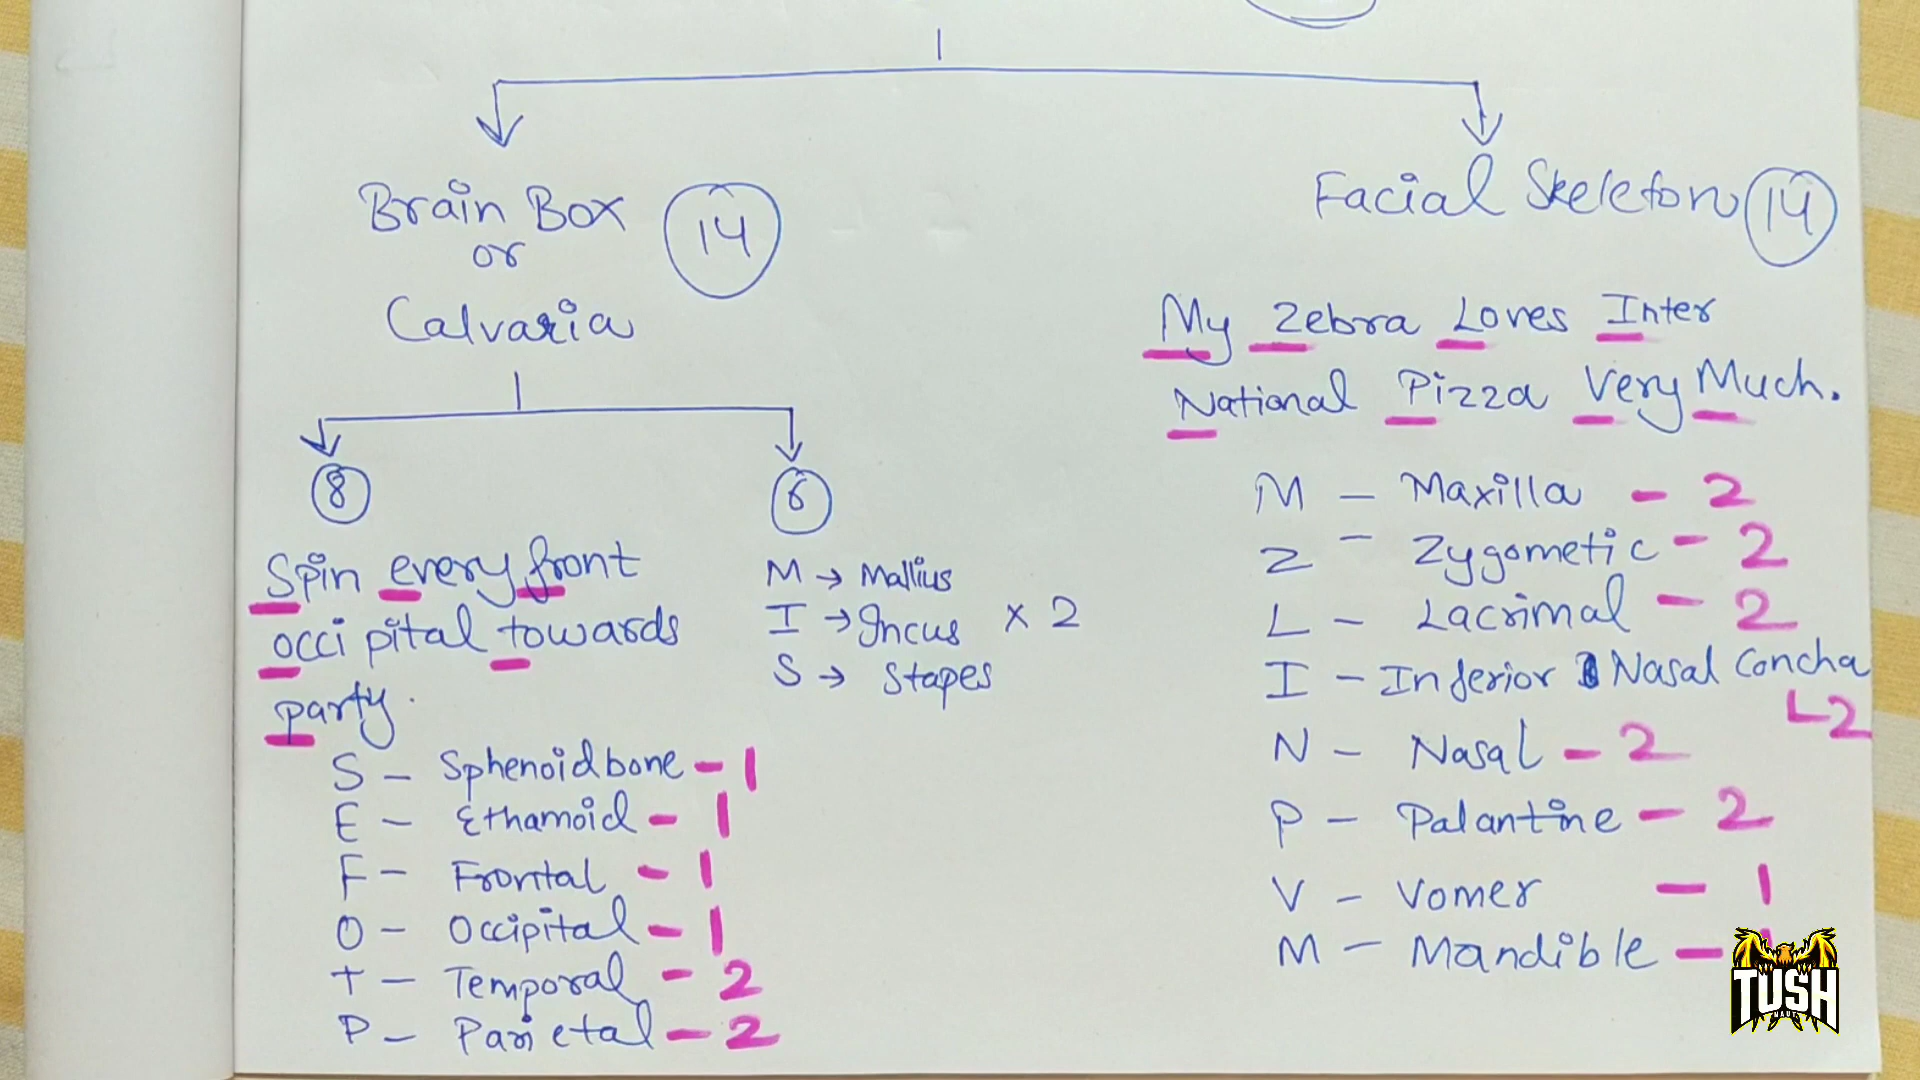 Brain Box
or
Calvaria
14
8
Spin every front
occipital towards
party.
S - Sphenoid bone - 1
E - Ethamoid - 1
F - Frontal - 1
O - Occipital - 1
T - Temporal - 2
P - Parietal - 2
6
M → Mallius
I → Incus × 2
S → Stapes
Facial Skeleton 14
My Zebra Loves Inter
National Pizza Very Much.
M - Maxilla - 2
Z - Zygometic - 2
L - Lacrimal - 2
I - Inferior Nasal Concha
2
N - Nasal - 2
P - Palantine - 2
V - Vomer - 1
M - Mandible -
TUSH
NAUT